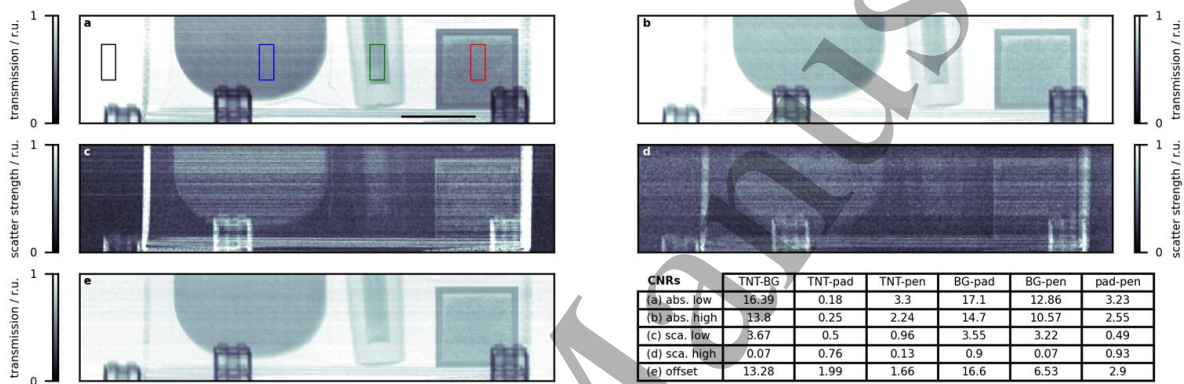 1
a
transmission / r.u.
0
b
1
transmission / r.u.
0
1
c
scatter strength / r.u.
0
d
1
scatter strength / r.u.
0
1
e
transmission / r.u.
0
CNRs TNT-BG TNT-pad TNT-pen BG-pad BG-pen pad-pen
(a) abs. low 16.39 0.18 3.3 17.1 12.86 3.23
(b) abs. high 13.8 0.25 2.24 14.7 10.57 2.55
(c) sca. low 3.67 0.5 0.96 3.55 3.22 0.49
(d) sca. high 0.07 0.76 0.13 0.9 0.07 0.93
(e) offset 13.28 1.99 1.66 16.6 6.53 2.9
Manus